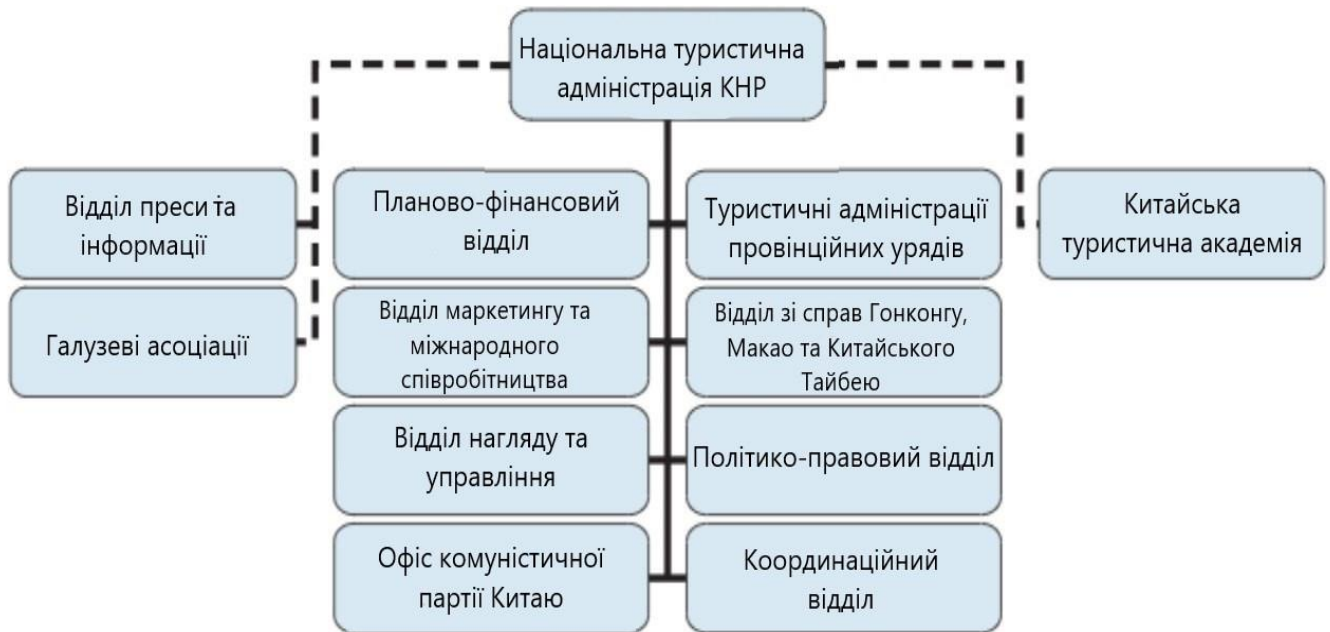 Національна туристична
адміністрація КНР
Відділ преси та
інформації
Планово-фінансовий
відділ
Туристичні адміністрації
провінційних урядів
Китайська
туристична академія
Галузеві асоціації
Відділ маркетингу та
міжнародного
співробітництва
Відділ зі справ Гонконгу,
Макао та Китайського
Тайбею
Відділ нагляду та
управління
Політико-правовий відділ
Офіс комуністичної
партії Китаю
Координаційний
відділ